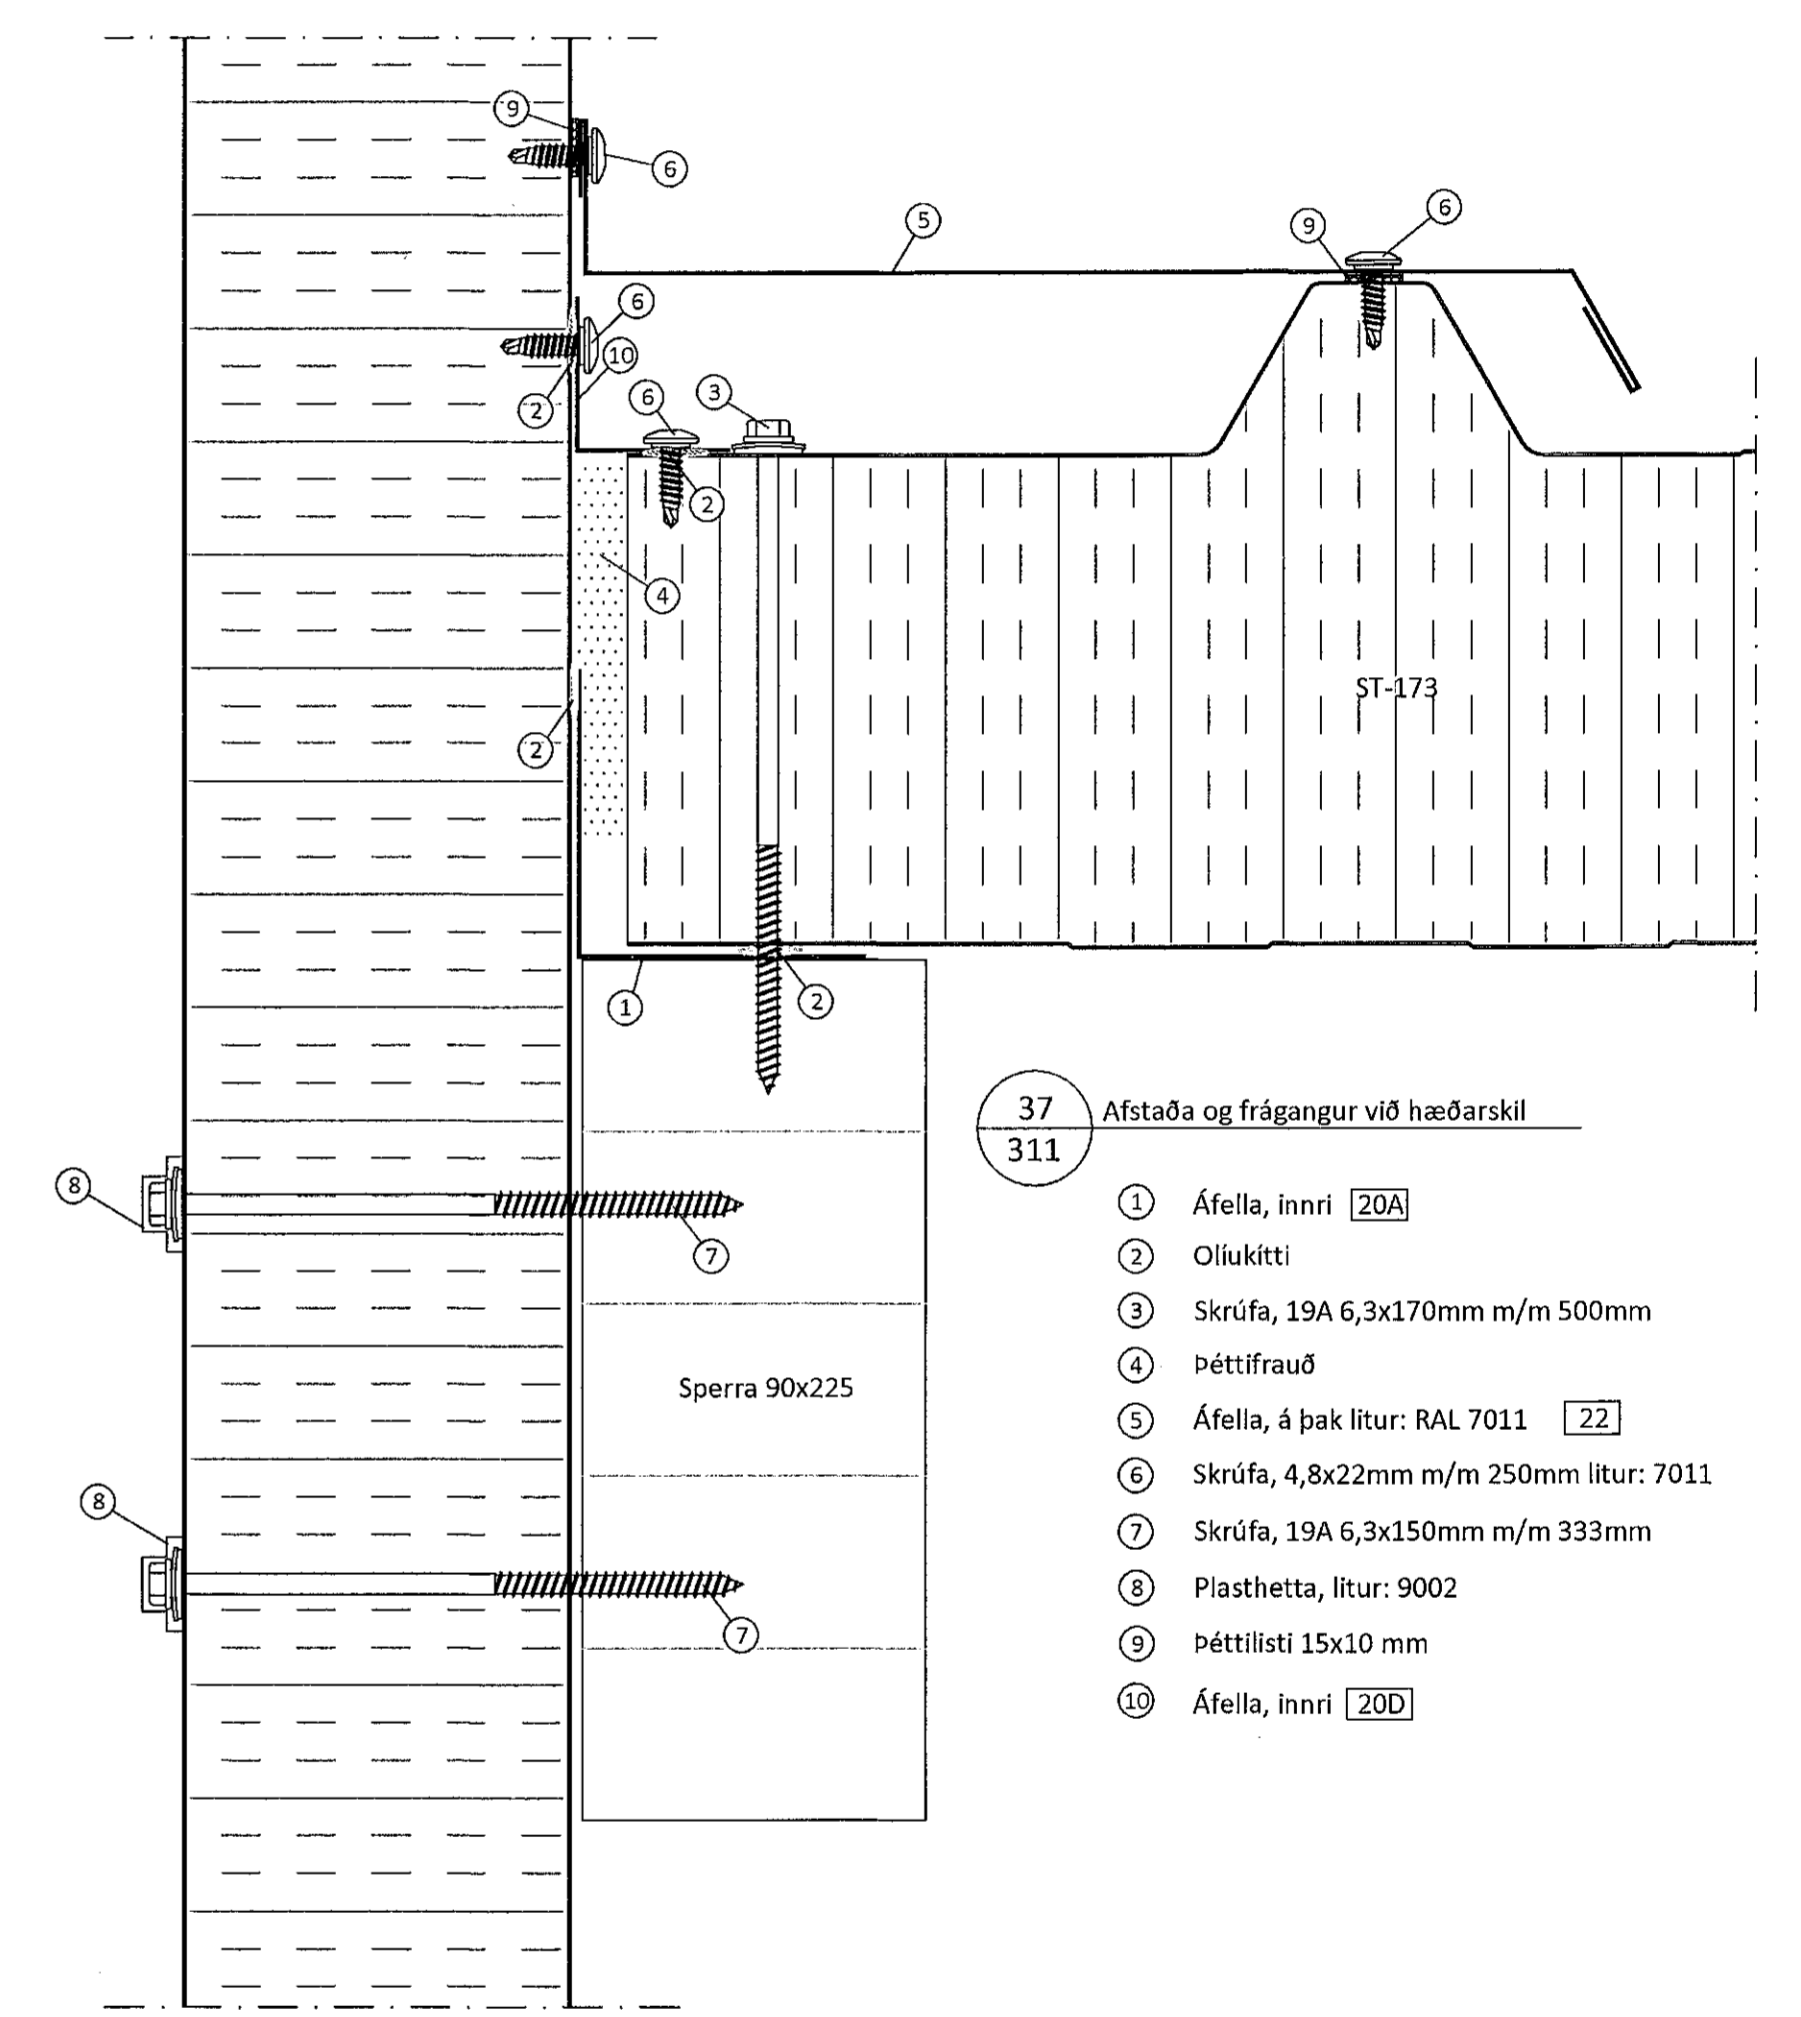 9
6
5
9
6
6
10
2
6
3
2
4
ST-173
2
1
2
8
7
Sperra 90x225
8
7
37
311
Afstaða og frágangur við hæðarskil
1 Áfella, innri 20A
2 Olíukítti
3 Skrúfa, 19A 6,3x170mm m/m 500mm
4 Þéttifrauð
5 Áfella, á þak litur: RAL 7011 22
6 Skrúfa, 4,8x22mm m/m 250mm litur: 7011
7 Skrúfa, 19A 6,3x150mm m/m 333mm
8 Plasthetta, litur: 9002
9 Þéttilisti 15x10 mm
10 Áfella, innri 20D